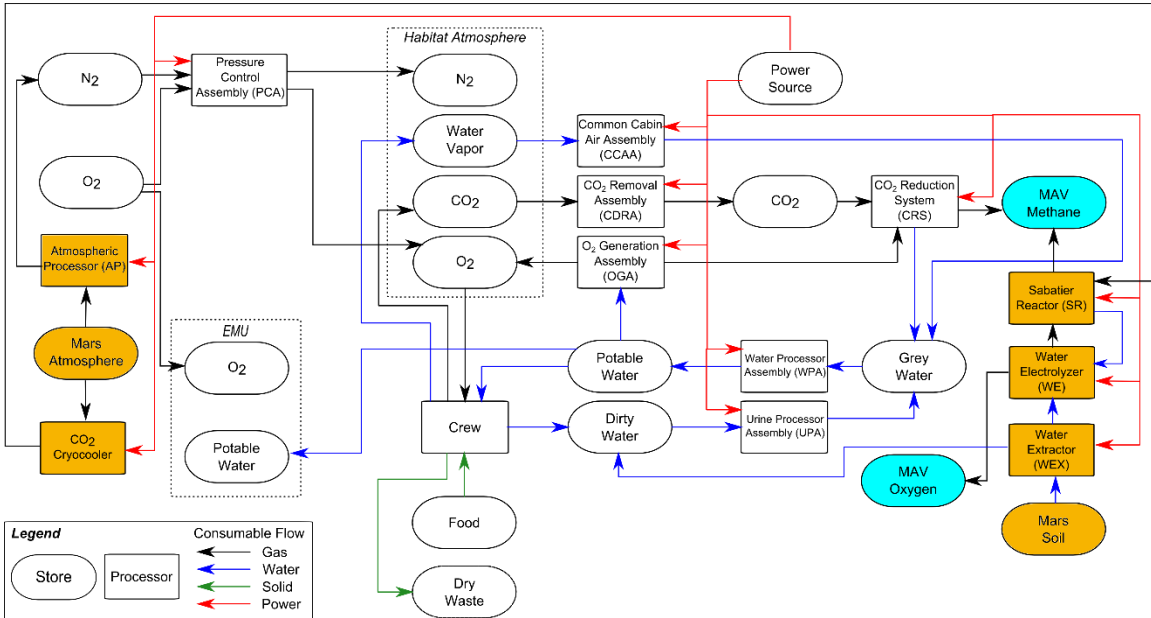 Habitat Atmosphere
N2
Pressure
Control
Assembly (PCA)
N2
Power
Source
O2
Water
Vapor
Common Cabin
Air Assembly
(CCAA)
CO2
CO2 Removal
Assembly
(CDRA)
CO2
CO2 Reduction
System
(CRS)
MAV
Methane
Atmospheric
Processor (AP)
O2
O2 Generation
Assembly
(OGA)
Sabatier
Reactor (SR)
Mars
Atmosphere
EMU
O2
Potable
Water
Water Processor
Assembly (WPA)
Grey
Water
Water
Electrolyzer
(WE)
CO2
Cryocooler
Potable
Water
Crew
Dirty
Water
Urine Processor
Assembly (UPA)
Water
Extractor
(WEX)
MAV
Oxygen
Food
Mars
Soil
Dry
Waste
Legend
Store
Processor
Consumable Flow
Gas
Water
Solid
Power